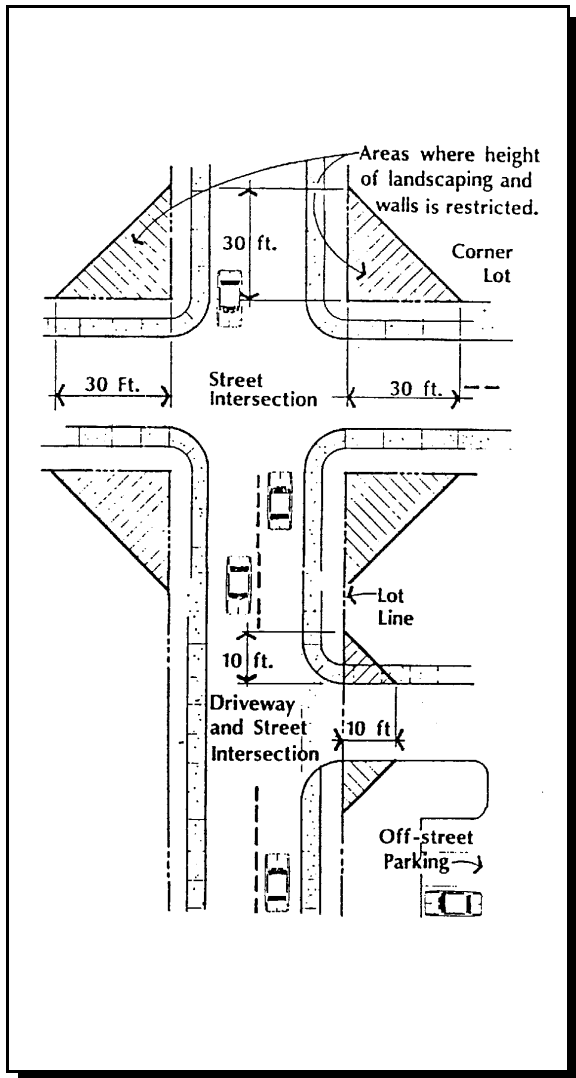 Areas where height
of landscaping and
walls is restricted.
30 ft.
Corner
Lot
30 Ft.
Street
Intersection
30 ft.
Lot
Line
10 ft.
Driveway
and Street
Intersection
10 ft
Off-street
Parking